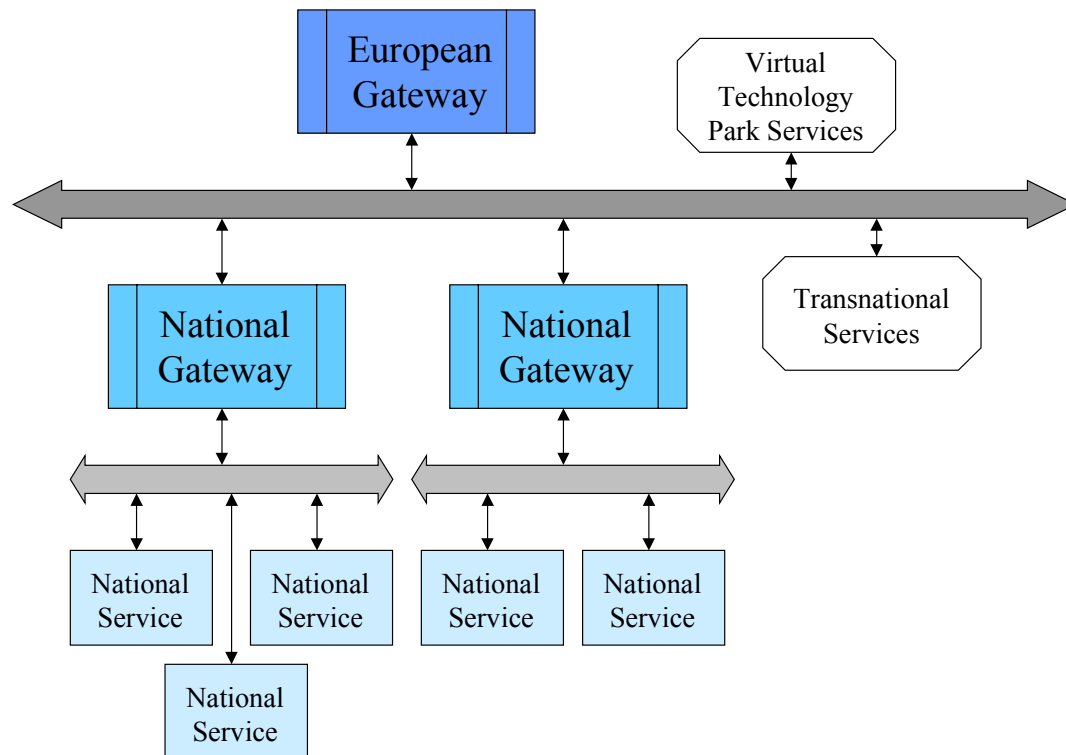 European
Gateway
Virtual
Technology
Park Services
National
Gateway
National
Gateway
Transnational
Services
National
Service
National
Service
National
Service
National
Service
National
Service